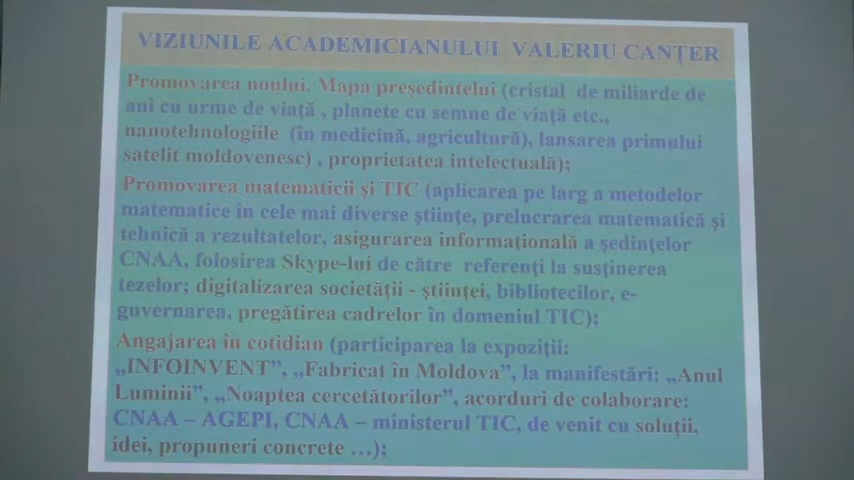 VIZIUNILE ACADEMICIANULUI VALERIU CANȚER
Promovarea noului. Mapa președintelui (cristal de miliarde de
ani cu urme de viață , planete cu semne de viață etc.,
nanotehnologiile (în medicină, agricultură), lansarea primului
satelit moldovenesc) , proprietatea intelectuală);
Promovarea matematicii și TIC (aplicarea pe larg a metodelor
matematice în cele mai diverse științe, prelucrarea matematică și
tehnică a rezultatelor, asigurarea informațională a ședințelor
CNAA, folosirea Skype-lui de către referenți la susținerea
tezelor; digitalizarea societății - științei, bibliotecilor, e-
guvernarea, pregătirea cadrelor în domeniul TIC);
Angajarea în cotidian (participarea la expoziții:
„INFOINVENT”, „Fabricat în Moldova”, la manifestări: „Anul
Luminii”, „Noaptea cercetătorilor”, acorduri de colaborare:
CNAA – AGEPI, CNAA – ministerul TIC, de venit cu soluții,
idei, propuneri concrete …);